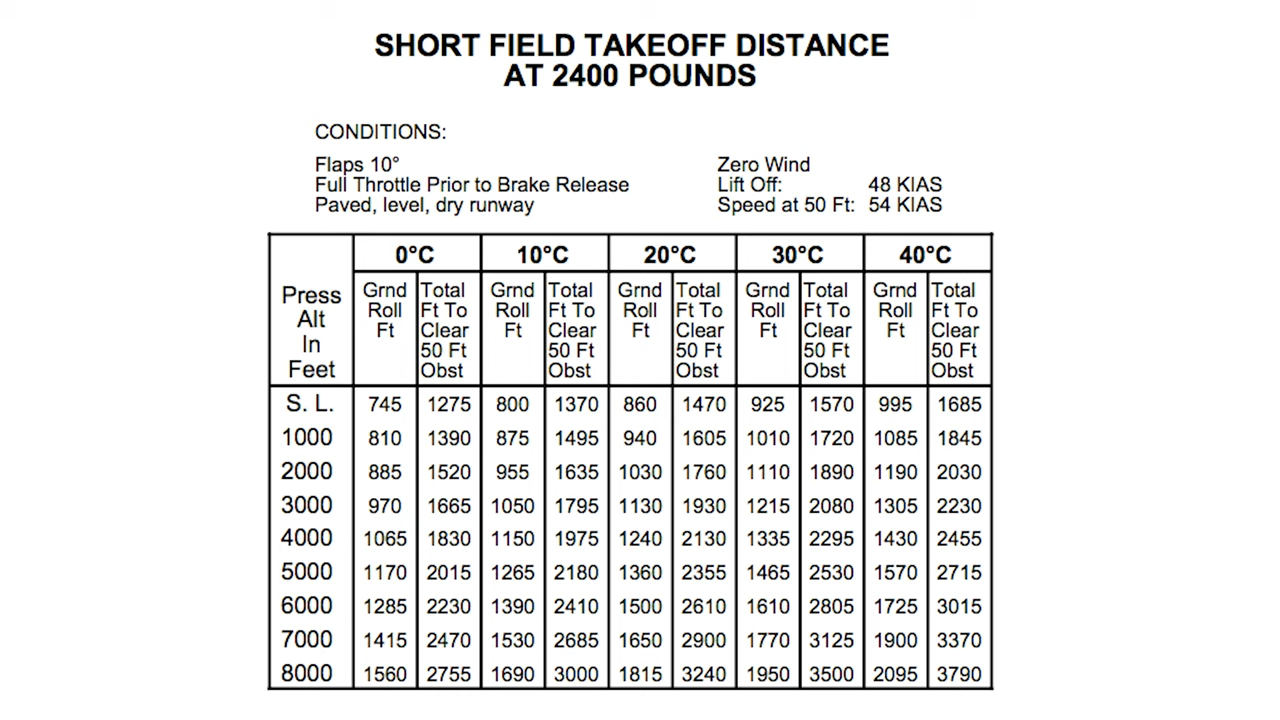 SHORT FIELD TAKEOFF DISTANCE
AT 2400 POUNDS
CONDITIONS:
Flaps 10°
Full Throttle Prior to Brake Release
Paved, level, dry runway
Zero Wind
Lift Off: 48 KIAS
Speed at 50 Ft: 54 KIAS
0°C 10°C 20°C 30°C 40°C
Press
Alt
In
Feet
Grnd
Roll
Ft
Total
Ft To
Clear
50 Ft
Obst
Grnd
Roll
Ft
Total
Ft To
Clear
50 Ft
Obst
Grnd
Roll
Ft
Total
Ft To
Clear
50 Ft
Obst
Grnd
Roll
Ft
Total
Ft To
Clear
50 Ft
Obst
Grnd
Roll
Ft
Total
Ft To
Clear
50 Ft
Obst
S. L. 745 1275 800 1370 860 1470 925 1570 995 1685
1000 810 1390 875 1495 940 1605 1010 1720 1085 1845
2000 885 1520 955 1635 1030 1760 1110 1890 1190 2030
3000 970 1665 1050 1795 1130 1930 1215 2080 1305 2230
4000 1065 1830 1150 1975 1240 2130 1335 2295 1430 2455
5000 1170 2015 1265 2180 1360 2355 1465 2530 1570 2715
6000 1285 2230 1390 2410 1500 2610 1610 2805 1725 3015
7000 1415 2470 1530 2685 1650 2900 1770 3125 1900 3370
8000 1560 2755 1690 3000 1815 3240 1950 3500 2095 3790